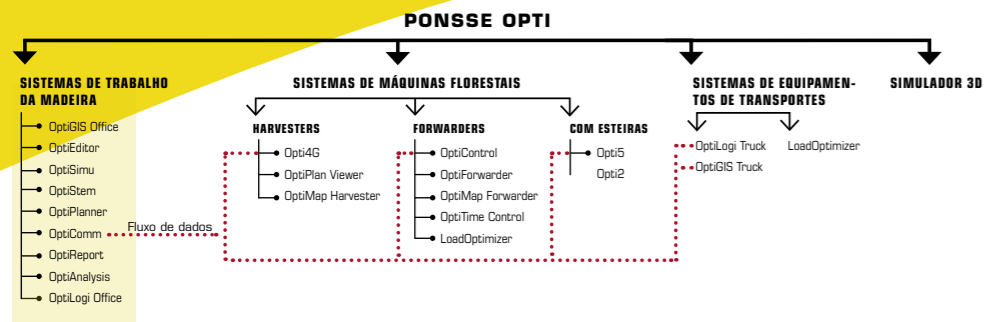 PONSSE OPTI
SISTEMAS DE TRABALHO
DA MADEIRA
OptiGIS Office
OptiEditor
OptiSimu
OptiStem
OptiPlanner
OptiComm
OptiReport
OptiAnalysis
OptiLogi Office
Fluxo de dados
SISTEMAS DE MÁQUINAS FLORESTAIS
HARVESTERS
Opti4G
OptiPlan Viewer
OptiMap Harvester
FORWARDERS
OptiControl
OptiForwarder
OptiMap Forwarder
OptiTime Control
LoadOptimizer
COM ESTEIRAS
Opti5
Opti2
SISTEMAS DE EQUIPAMEN-
TOS DE TRANSPORTES
OptiLogi Truck
OptiGIS Truck
LoadOptimizer
SIMULADOR 3D